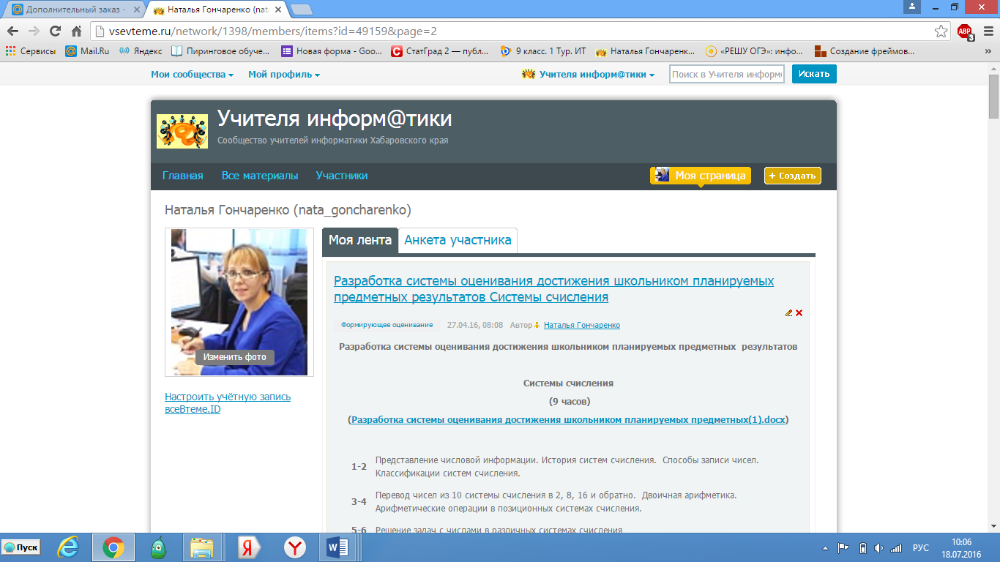 Дополнительный заказ -
Наталья Гончаренко (nata
vsevteme.ru/network/1398/members/items?id=49159&page=2
ABP
3
Сервисы
Mail.Ru
Яндекс
Пиринговое обуче...
Новая форма - Goo...
СтатГрад 2 — публ...
9 класс. 1 Тур. ИТ
Наталья Гончаренк...
«РЕШУ ОГЭ»: инфо...
Создание фреймов...
»
Мои сообщества
Мой профиль
Учителя информ@тики
Поиск в Учителя информ
Искать
Учителя информ@тики
Сообщество учителей информатики Хабаровского края
Главная
Все материалы
Участники
Моя страница
+ Создать
Наталья Гончаренко (nata_goncharenko)
Изменить фото
Настроить учётную запись
всеВтеме.ID
Моя лента
Анкета участника
Разработка системы оценивания достижения школьником планируемых
предметных результатов Системы счисления
Формирующее оценивание 27.04.16, 08:08 Автор Наталья Гончаренко
Разработка системы оценивания достижения школьником планируемых предметных результатов
Системы счисления
(9 часов)
(Разработка системы оценивания достижения школьником планируемых предметных(1).docx)
1-2 Представление числовой информации. История систем счисления. Способы записи чисел.
Классификации систем счисления.
3-4 Перевод чисел из 10 системы счисления в 2, 8, 16 и обратно. Двоичная арифметика.
Арифметические операции в позиционных системах счисления.
5-6 Решение задач с числами в различных системах счисления
Пуск
РУС
10:06
18.07.2016